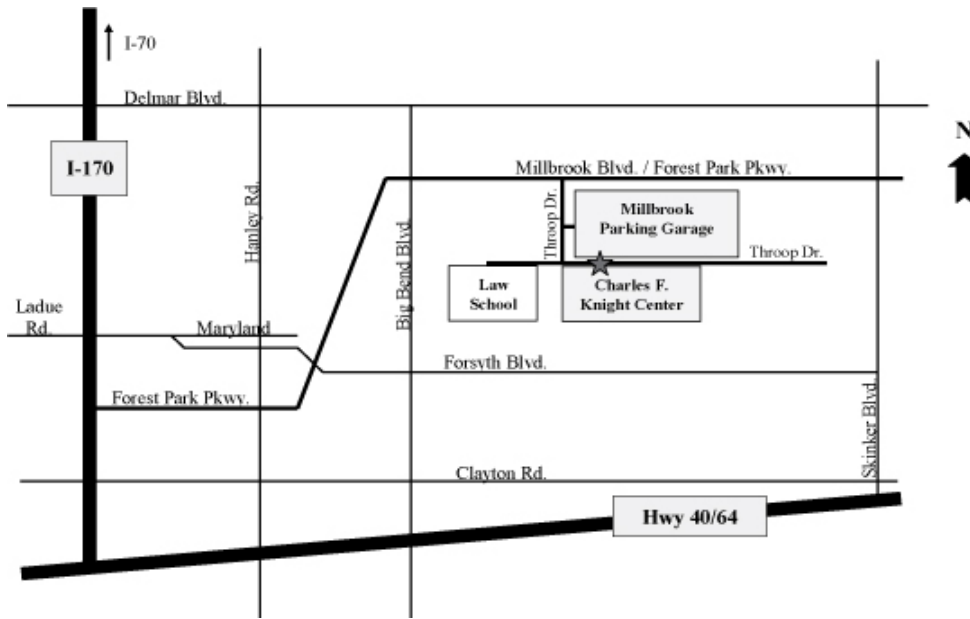 I-70
Delmar Blvd.
N
I-170
Millbrook Blvd. / Forest Park Pkwy.
Hanley Rd.
Throop Dr.
Millbrook
Parking Garage
Big Bend Blvd.
Throop Dr.
Law
School
Charles F.
Knight Center
Ladue
Rd.
Maryland
Forsyth Blvd.
Forest Park Pkwy.
Skinker Blvd.
Clayton Rd.
Hwy 40/64